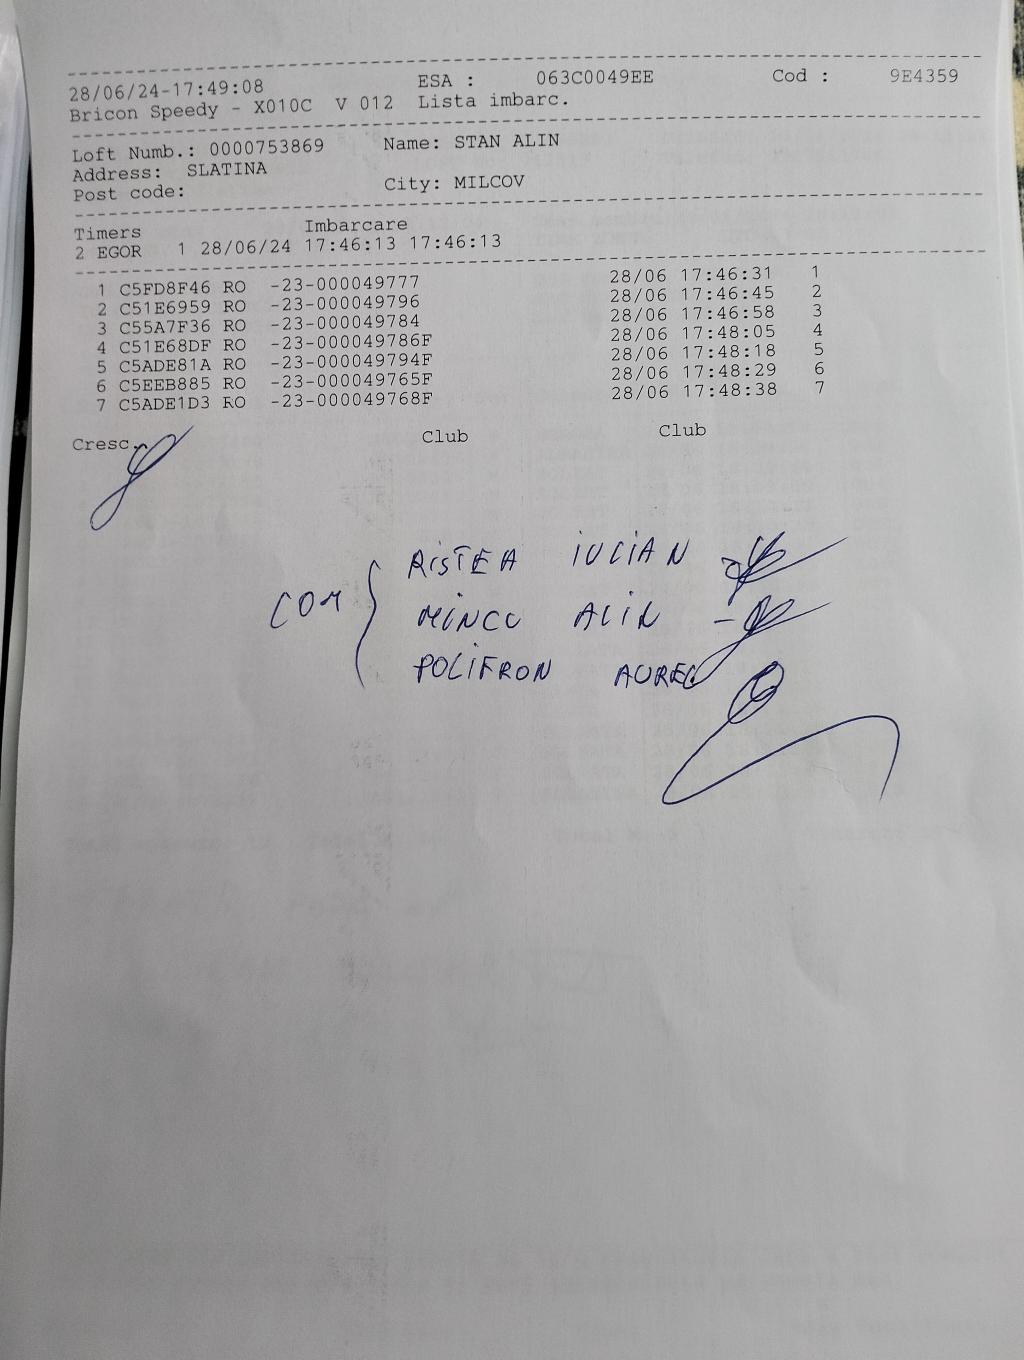 28/06/24-17:49:08 ESA : 063C0049EE Cod : 9E4359
Bricon Speedy - X010C V 012 Lista imbarc.
Loft Numb.: 0000753869 Name: STAN ALIN
Address: SLATINA
Post code: City: MILCOV
Timers Imbarcare
2 EGOR 1 28/06/24 17:46:13 17:46:13
1 C5FD8F46 RO -23-000049777 28/06 17:46:31 1
2 C51E6959 RO -23-000049796 28/06 17:46:45 2
3 C55A7F36 RO -23-000049784 28/06 17:46:58 3
4 C51E68DF RO -23-000049786F 28/06 17:48:05 4
5 C5ADE81A RO -23-000049794F 28/06 17:48:18 5
6 C5EEB885 RO -23-000049765F 28/06 17:48:29 6
7 C5ADE1D3 RO -23-000049768F 28/06 17:48:38 7
Cresc. Club Club
RISTEA IULIAN
COM { MINCU ALIN -
POLIFRON AUREL